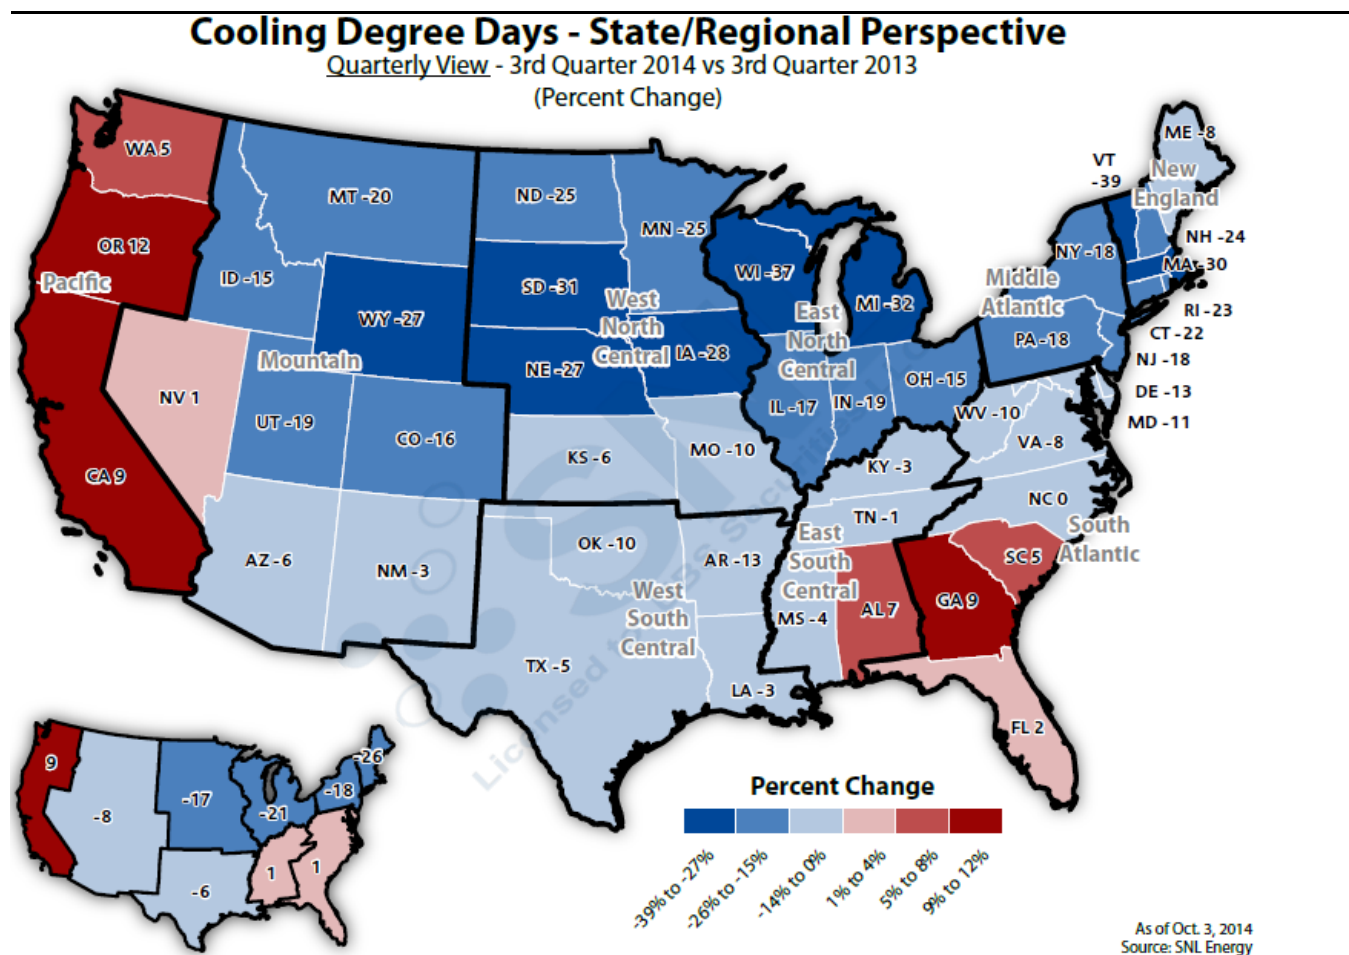 Cooling Degree Days - State/Regional Perspective
Quarterly View - 3rd Quarter 2014 vs 3rd Quarter 2013
(Percent Change)
WA 5
OR 12
Pacific
CA 9
NV 1
ID -15
MT -20
WY -27
Mountain
UT -19
CO -16
AZ -6
NM -3
ND -25
SD -31
NE -27
KS -6
MN -25
IA -28
MO -10
West
North
Central
WI -37
MI -32
East
North
Central
IL -17
IN -19
OH -15
OK -10
TX -5
AR -13
LA -3
West
South
Central
KY -3
TN -1
MS -4
AL 7
East
South
Central
WV -10
VA -8
NC 0
SC 5
GA 9
FL 2
South
Atlantic
NY -18
PA -18
Middle
Atlantic
VT
-39
ME -8
New
England
NH -24
MA -30
RI -23
CT -22
NJ -18
DE -13
MD -11
9
-8
-17
-21
-18
-26
-6
1
1
Percent Change
-39% to -27%
-26% to -15%
-14% to 0%
1% to 4%
5% to 8%
9% to 12%
As of Oct. 3, 2014
Source: SNL Energy
Licensed to
Securities